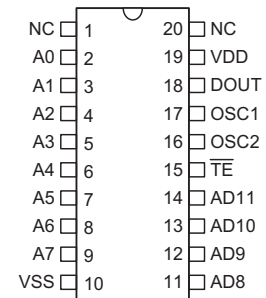 NC 1 20 NC
A0 2 19 VDD
A1 3 18 DOUT
A2 4 17 OSC1
A3 5 16 OSC2
A4 6 15 T̅E̅
A5 7 14 AD11
A6 8 13 AD10
A7 9 12 AD9
VSS 10 11 AD8